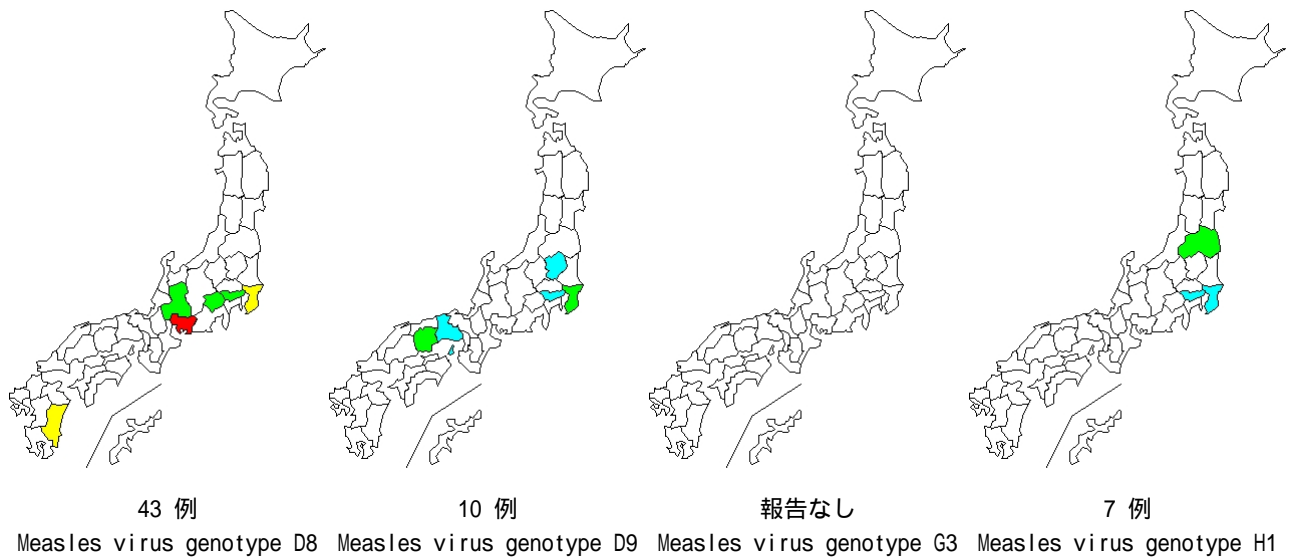 43 例 10 例 報告なし 7 例
Measles virus genotype D8 Measles virus genotype D9 Measles virus genotype G3 Measles virus genotype H1